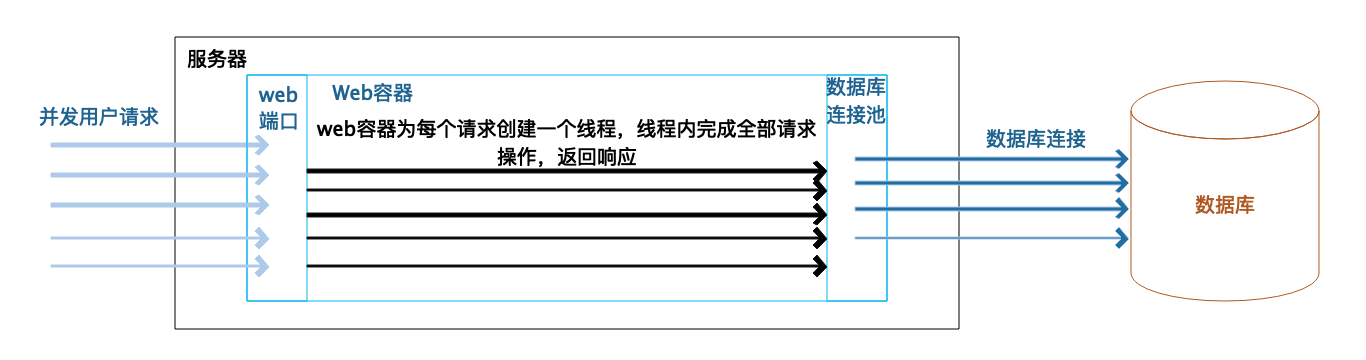 服务器
并发用户请求
web
端口
Web容器
web容器为每个请求创建一个线程，线程内完成全部请求
操作，返回响应
数据库
连接池
数据库连接
数据库